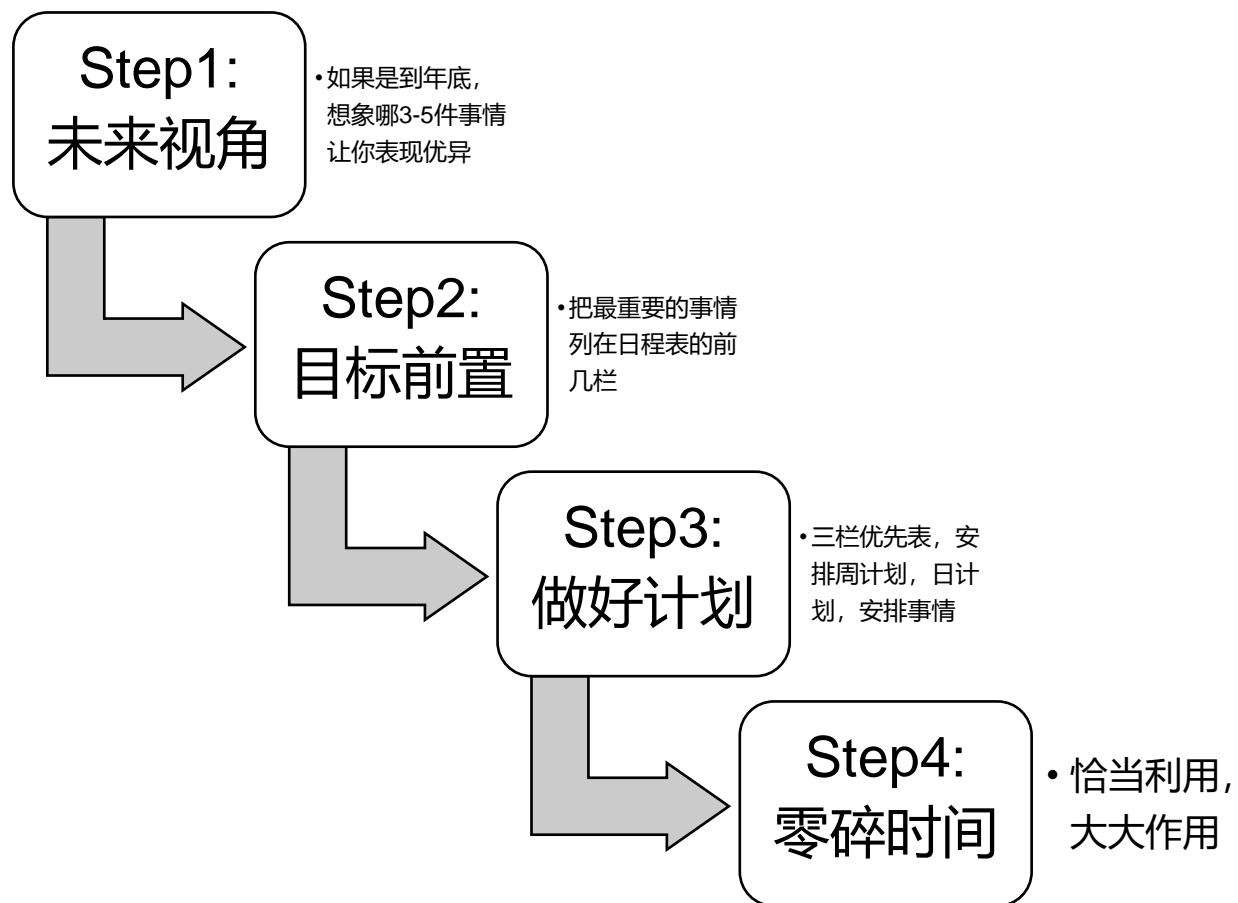 Step1:
未来视角
•如果是到年底，
想象哪3-5件事情
让你表现优异
Step2:
目标前置
•把最重要的事情
列在日程表的前
几栏
Step3:
做好计划
•三栏优先表，安
排周计划，日计
划，安排事情
Step4:
零碎时间
• 恰当利用，
大大作用